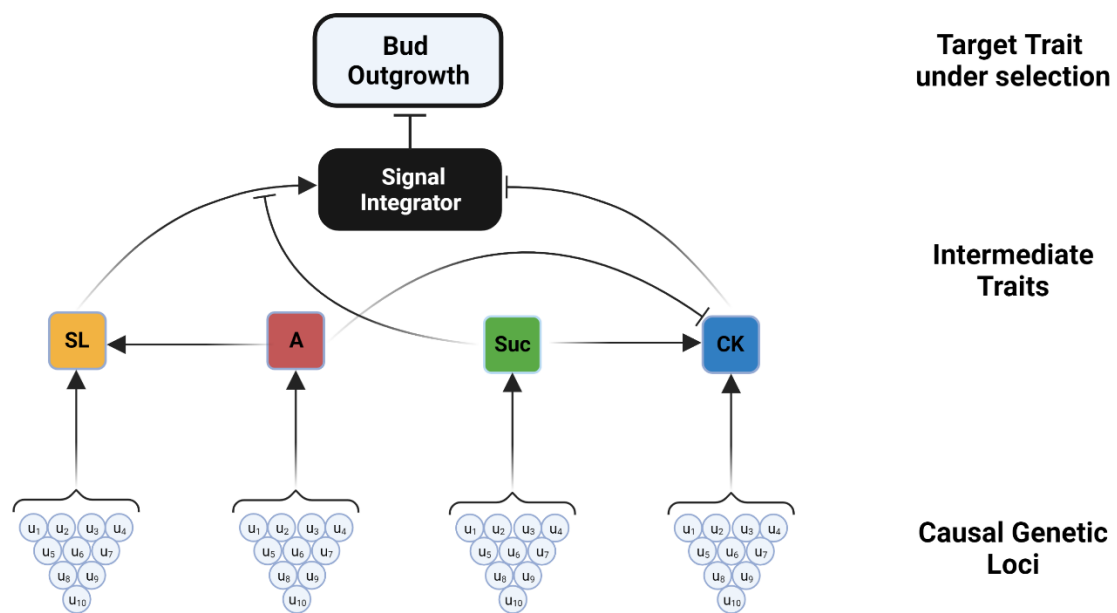 Bud
Outgrowth
Target Trait
under selection
Signal
Integrator
Intermediate
Traits
SL
A
Suc
CK
u₁ u₂ u₃ u₄ u₁ u₂ u₃ u₄ u₁ u₂ u₃ u₄ u₁ u₂ u₃ u₄
u₅ u₆ u₇ u₅ u₆ u₇ u₅ u₆ u₇ u₅ u₆ u₇
u₈ u₉ u₈ u₉ u₈ u₉ u₈ u₉
u₁₀ u₁₀ u₁₀ u₁₀
Causal Genetic
Loci